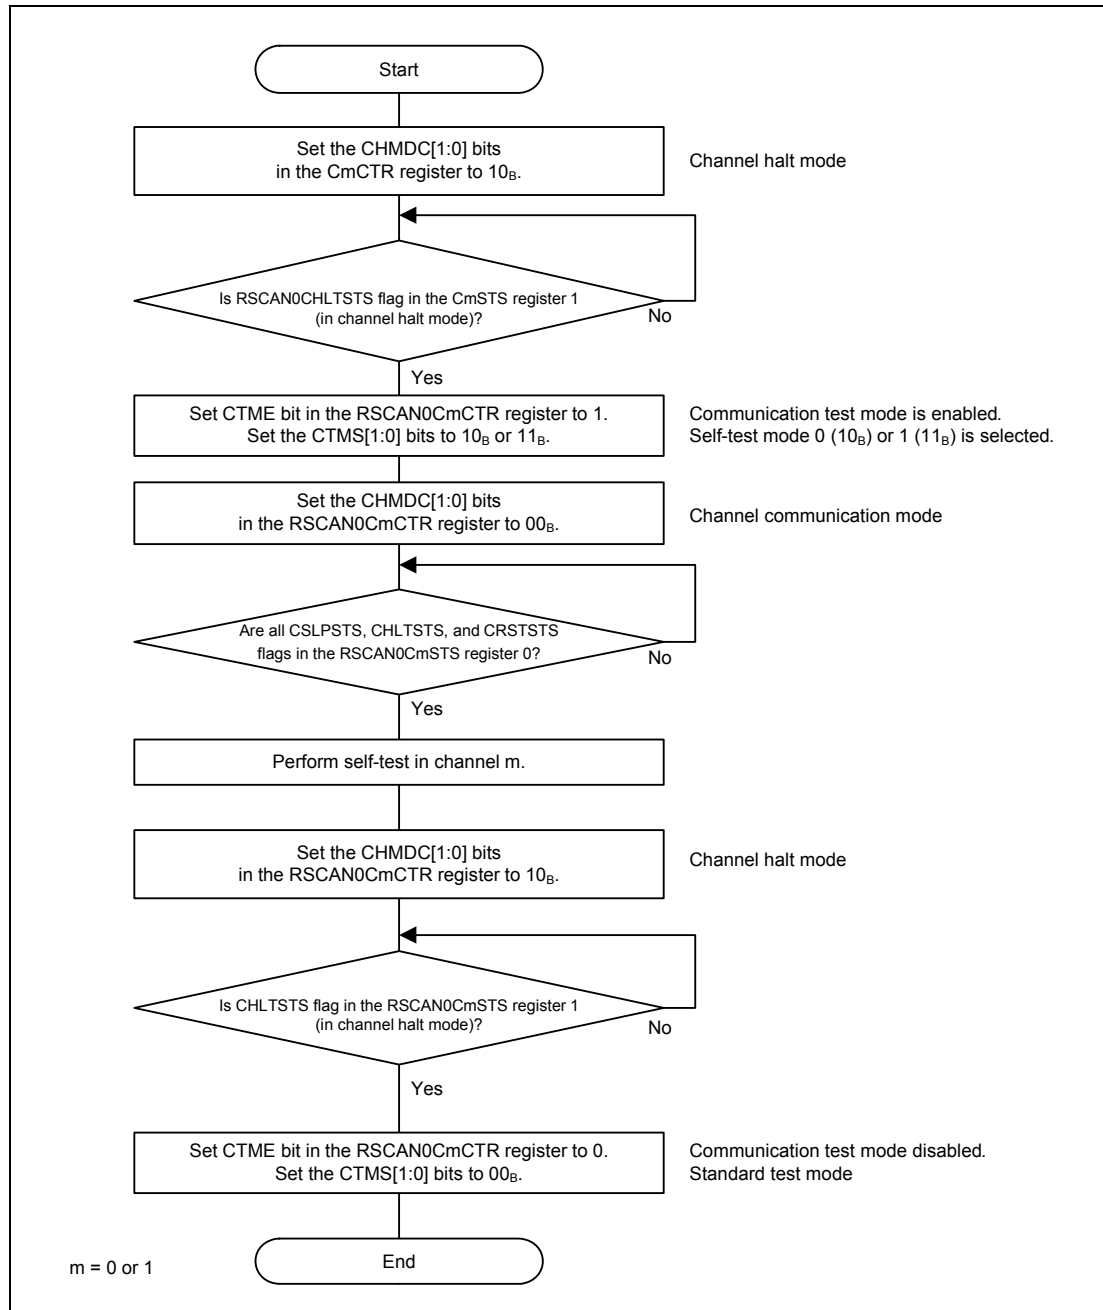 Start
Set the CHMDC[1:0] bits
in the CmCTR register to 10B.
Channel halt mode
Is RSCAN0CHLTSTS flag in the CmSTS register 1
(in channel halt mode)?
No
Yes
Set CTME bit in the RSCAN0CmCTR register to 1.
Set the CTMS[1:0] bits to 10B or 11B.
Communication test mode is enabled.
Self-test mode 0 (10B) or 1 (11B) is selected.
Set the CHMDC[1:0] bits
in the RSCAN0CmCTR register to 00B.
Channel communication mode
Are all CSLPSTS, CHLTSTS, and CRSTSTS
flags in the RSCAN0CmSTS register 0?
No
Yes
Perform self-test in channel m.
Set the CHMDC[1:0] bits
in the RSCAN0CmCTR register to 10B.
Channel halt mode
Is CHLTSTS flag in the RSCAN0CmSTS register 1
(in channel halt mode)?
No
Yes
Set CTME bit in the RSCAN0CmCTR register to 0.
Set the CTMS[1:0] bits to 00B.
Communication test mode disabled.
Standard test mode
End
m = 0 or 1